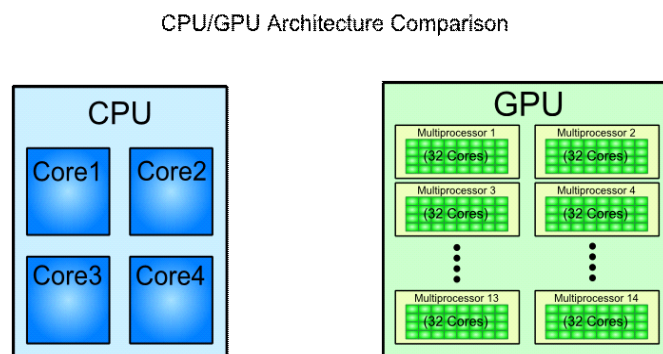 CPU/GPU Architecture Comparison
CPU
Core1
Core2
Core3
Core4
GPU
Multiprocessor 1
(32 Cores)
Multiprocessor 2
(32 Cores)
Multiprocessor 3
(32 Cores)
Multiprocessor 4
(32 Cores)
Multiprocessor 13
(32 Cores)
Multiprocessor 14
(32 Cores)